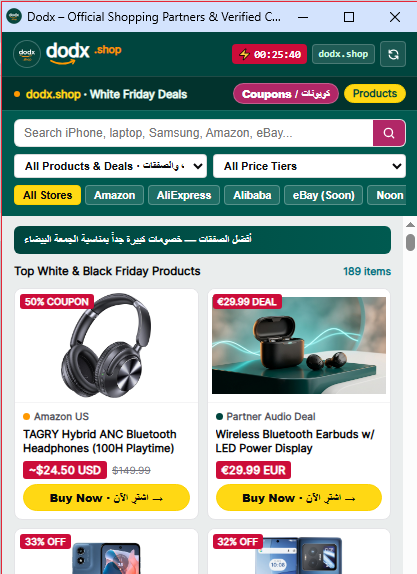 Dodx – Official Shopping Partners & Verified C...
dodx
.shop
dodx .shop
⚡ 00:25:40
dodx.shop
dodx.shop · White Friday Deals
Coupons / كوبونات
Products
Search iPhone, laptop, Samsung, Amazon, eBay...
All Products & Deals · والصفقات
All Price Tiers
All Stores
Amazon
AliExpress
Alibaba
eBay (Soon)
Noon
أفضل الصفقات — خصومات كبيرة جداً بمناسبة الجمعة البيضاء
Top White & Black Friday Products
189 items
50% COUPON
Amazon US
TAGRY Hybrid ANC Bluetooth
Headphones (100H Playtime)
~$24.50 USD $149.99
Buy Now · اشترِ الآن →
€29.99 DEAL
Partner Audio Deal
Wireless Bluetooth Earbuds w/
LED Power Display
€29.99 EUR
Buy Now · اشترِ الآن →
33% OFF
32% OFF